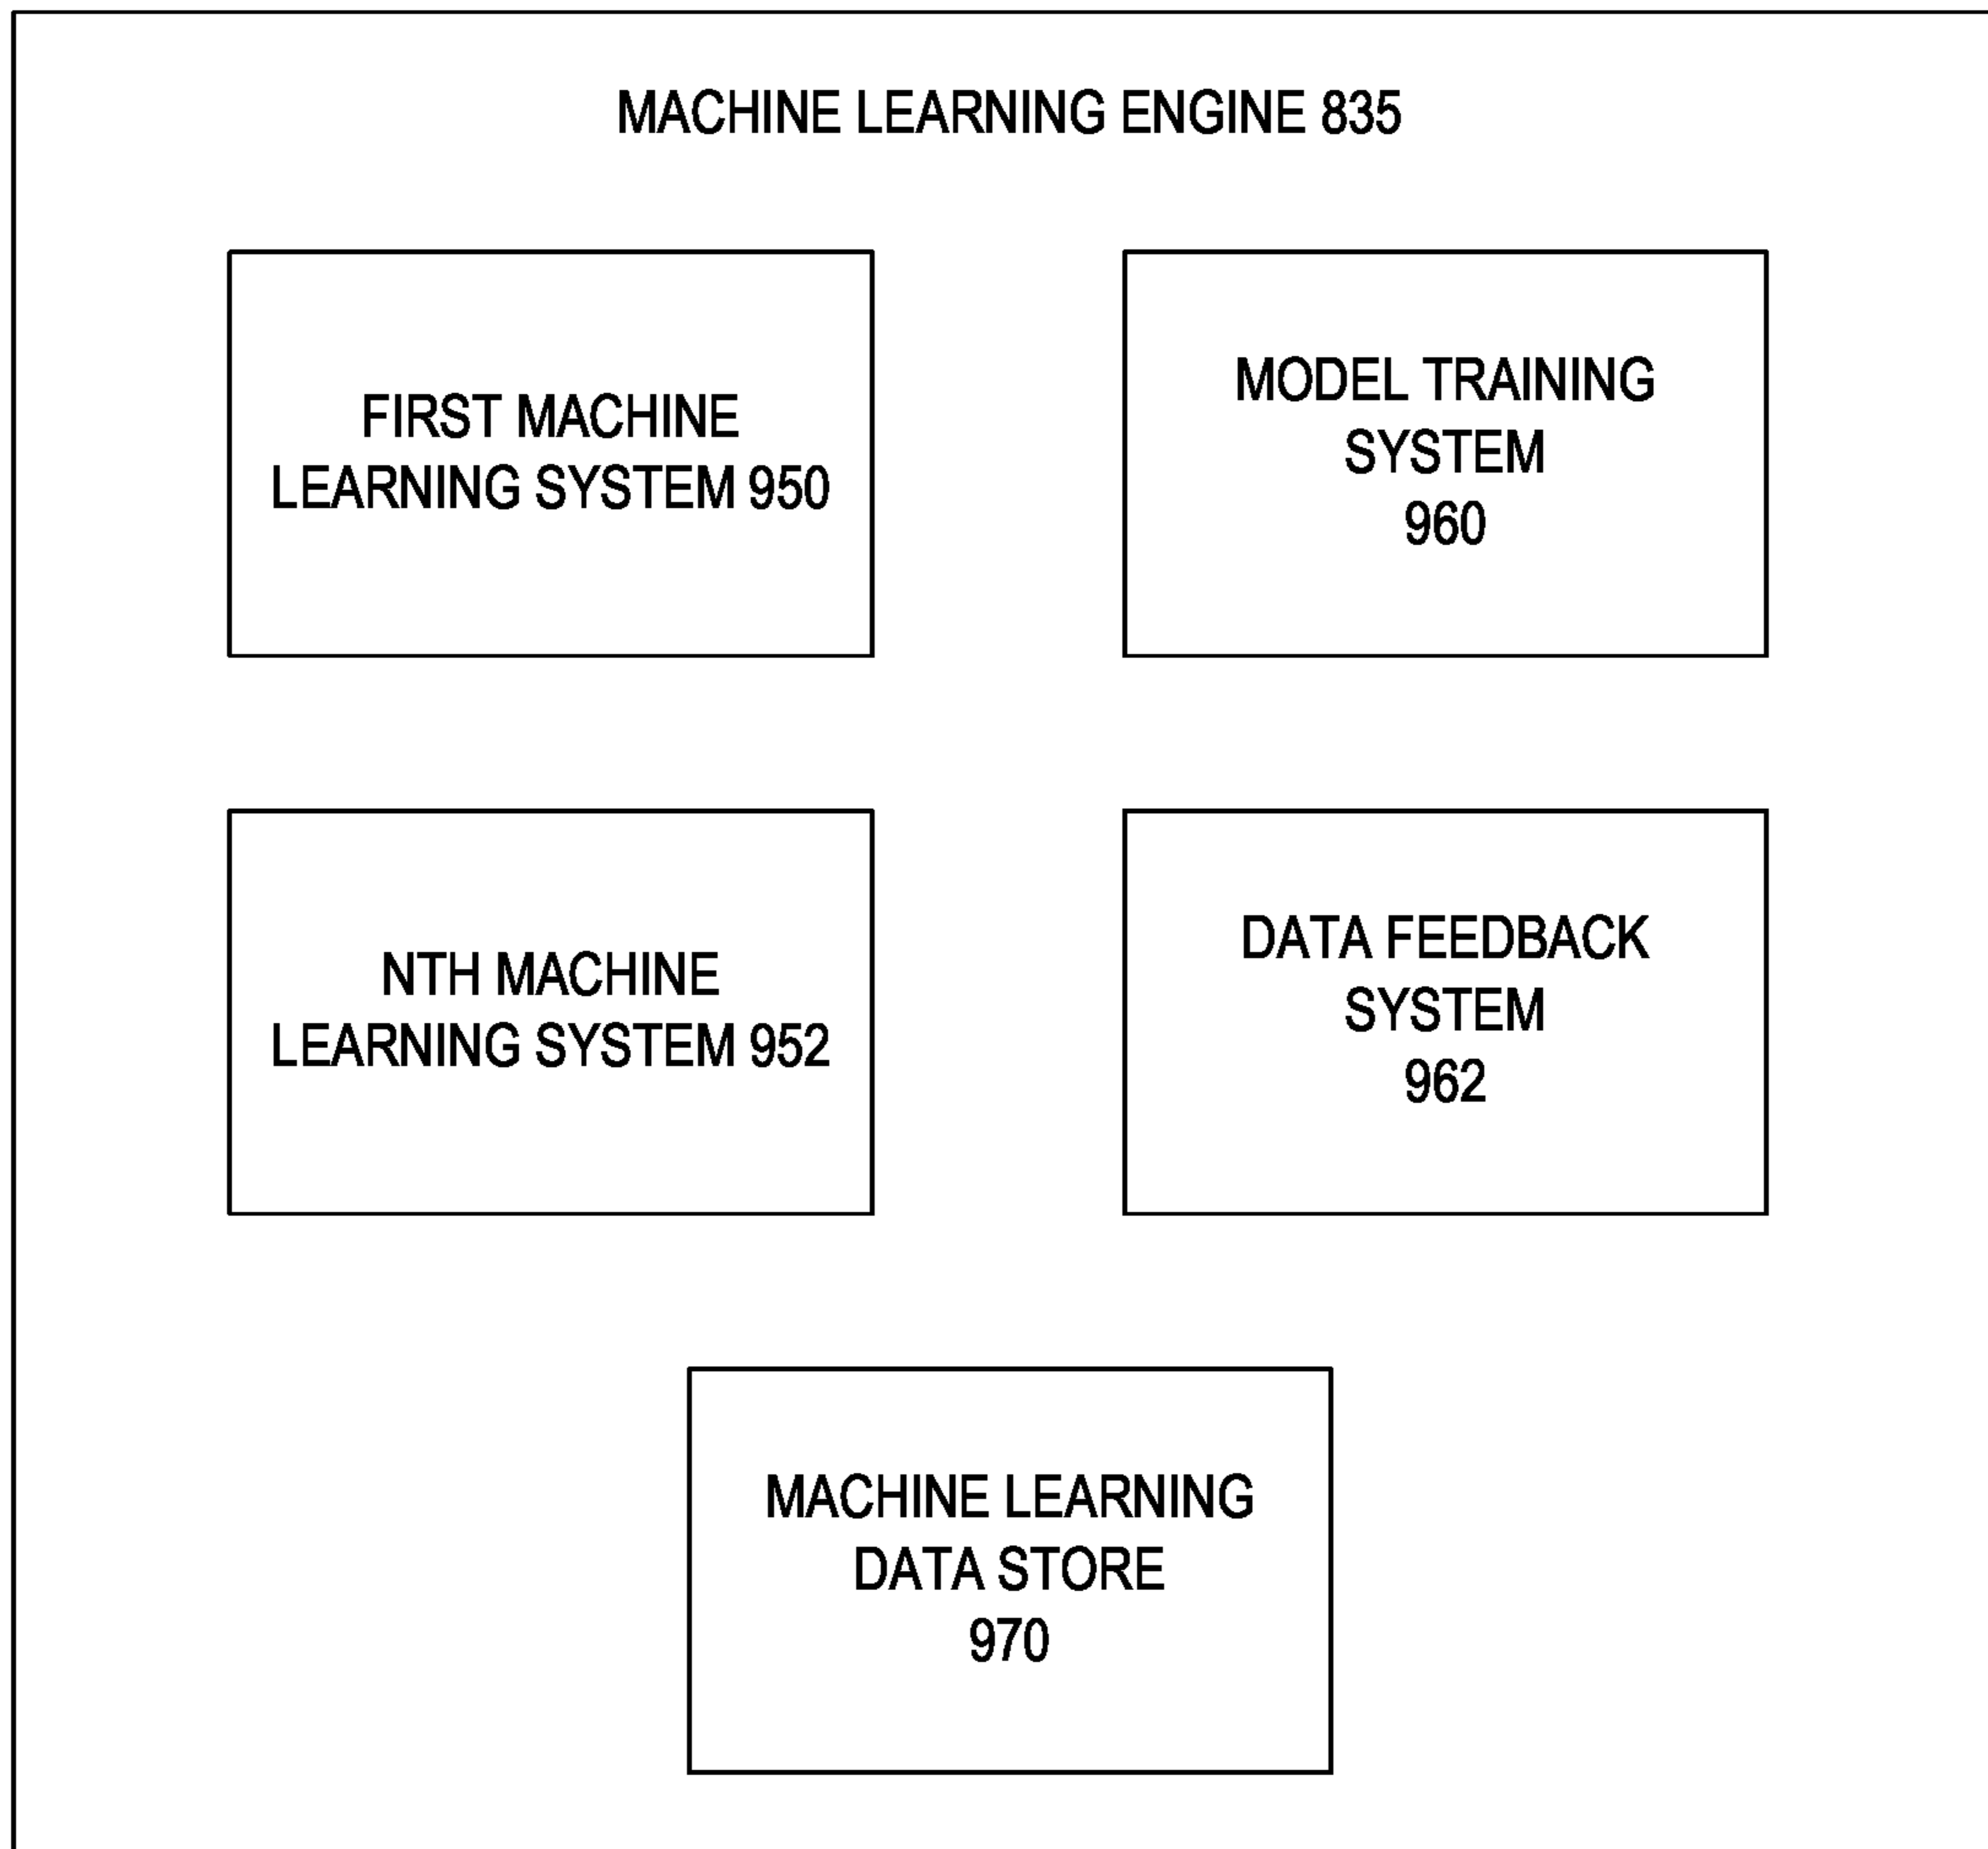 MACHINE LEARNING ENGINE 835
FIRST MACHINE
LEARNING SYSTEM 950
MODEL TRAINING
SYSTEM
960
NTH MACHINE
LEARNING SYSTEM 952
DATA FEEDBACK
SYSTEM
962
MACHINE LEARNING
DATA STORE
970